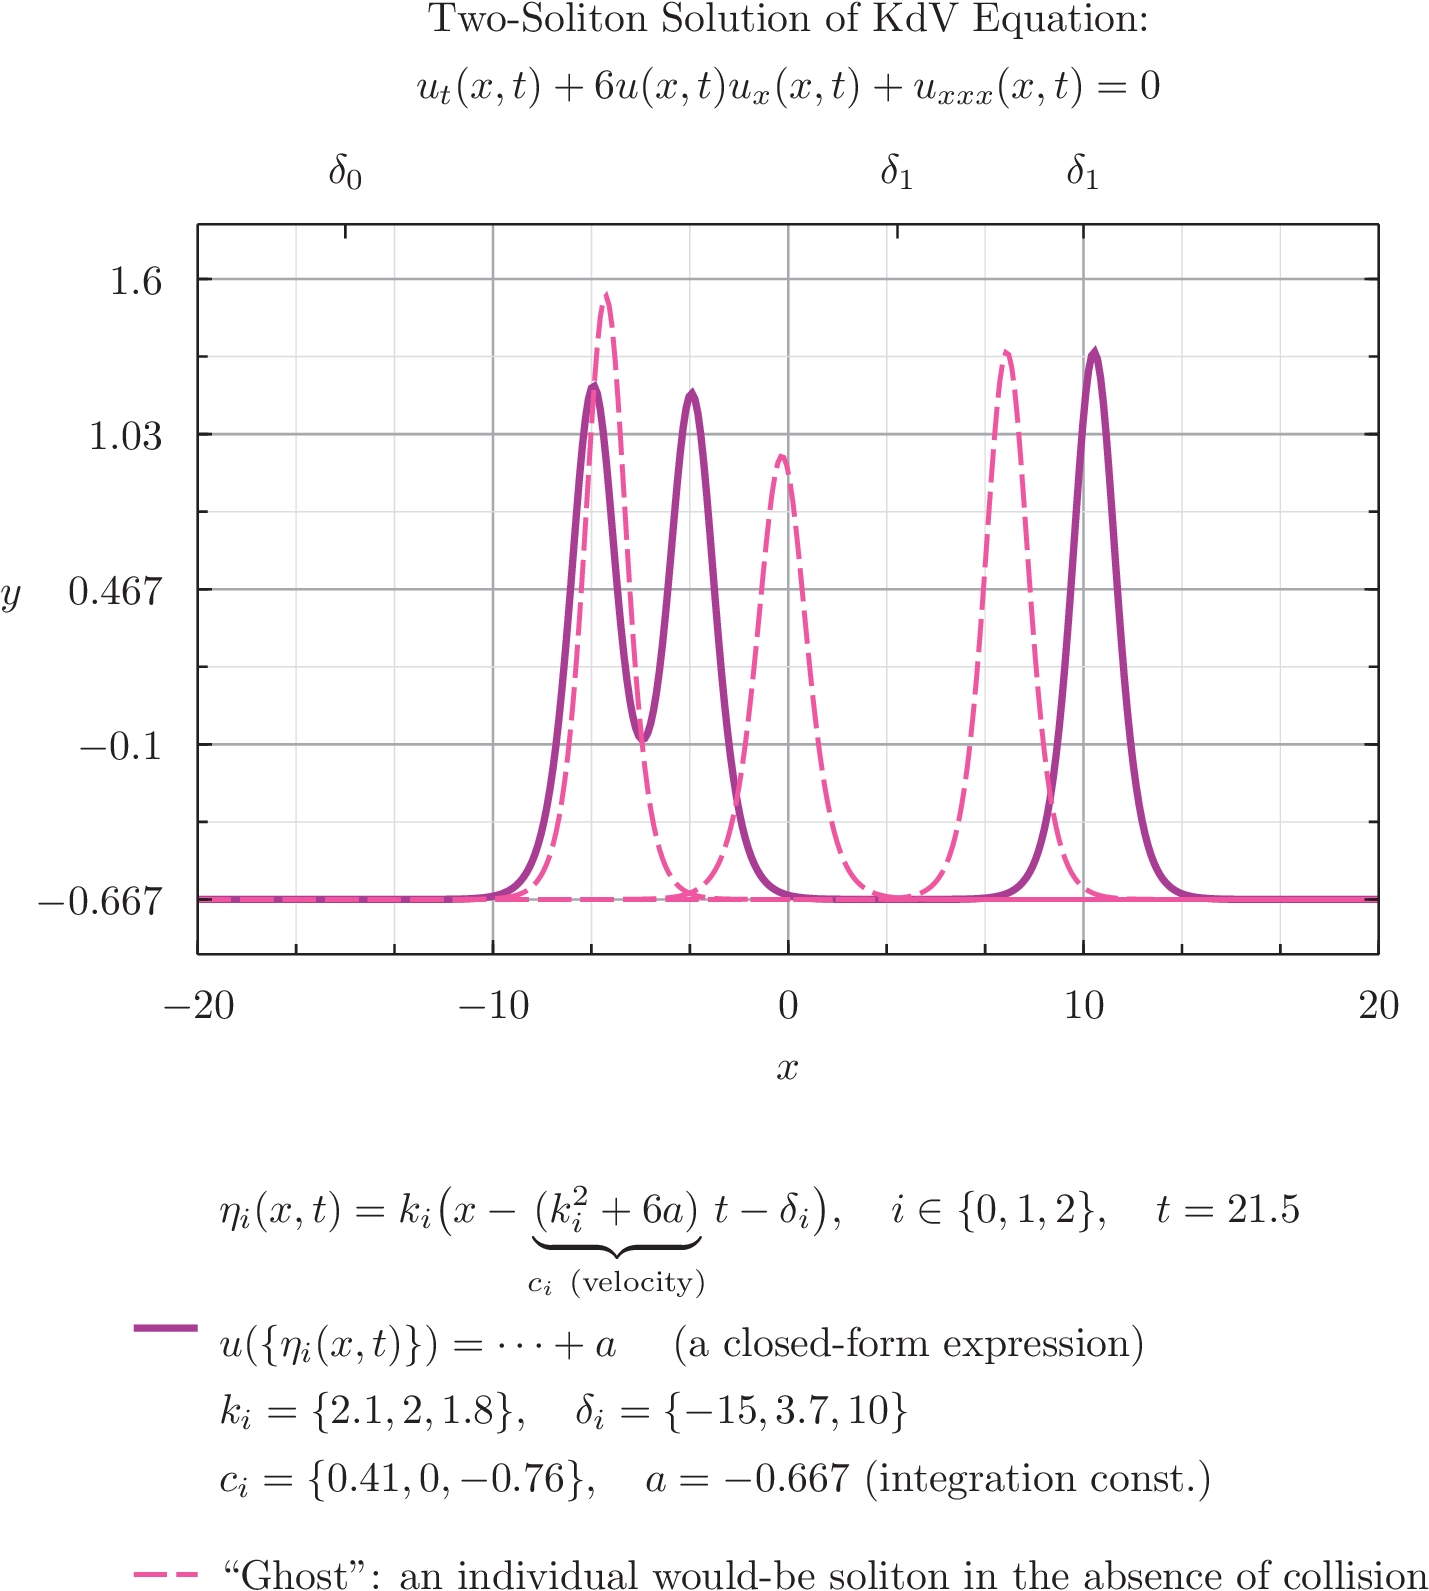 Two-Soliton Solution of KdV Equation:
u_t(x, t) + 6u(x, t)u_x(x, t) + u_{xxx}(x, t) = 0
δ_0 δ_1 δ_1
1.6
1.03
y 0.467
−0.1
−0.667
−20 −10 0 10 20
x
η_i(x, t) = k_i(x − (k_i^2 + 6a) t − δ_i), i ∈ {0, 1, 2}, t = 21.5
c_i (velocity)
u({η_i(x, t)}) = ⋯ + a (a closed-form expression)
k_i = {2.1, 2, 1.8}, δ_i = {−15, 3.7, 10}
c_i = {0.41, 0, −0.76}, a = −0.667 (integration const.)
“Ghost”: an individual would-be soliton in the absence of collision